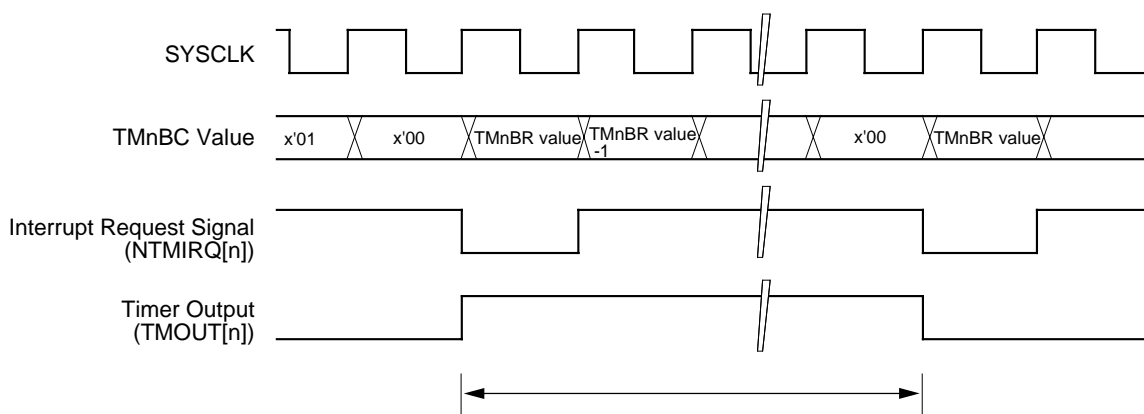 SYSCLK
TMnBC Value
x'01
x'00
TMnBR value
TMnBR value
-1
x'00
TMnBR value
Interrupt Request Signal
(NTMIRQ[n])
Timer Output
(TMOUT[n])